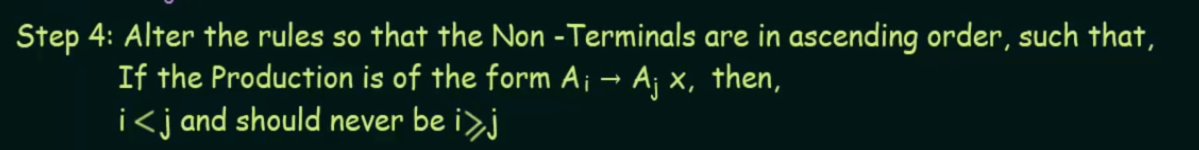 Step 4: Alter the rules so that the Non -Terminals are in ascending order, such that,
If the Production is of the form Aᵢ → Aⱼ x, then,
i<j and should never be i⩾j